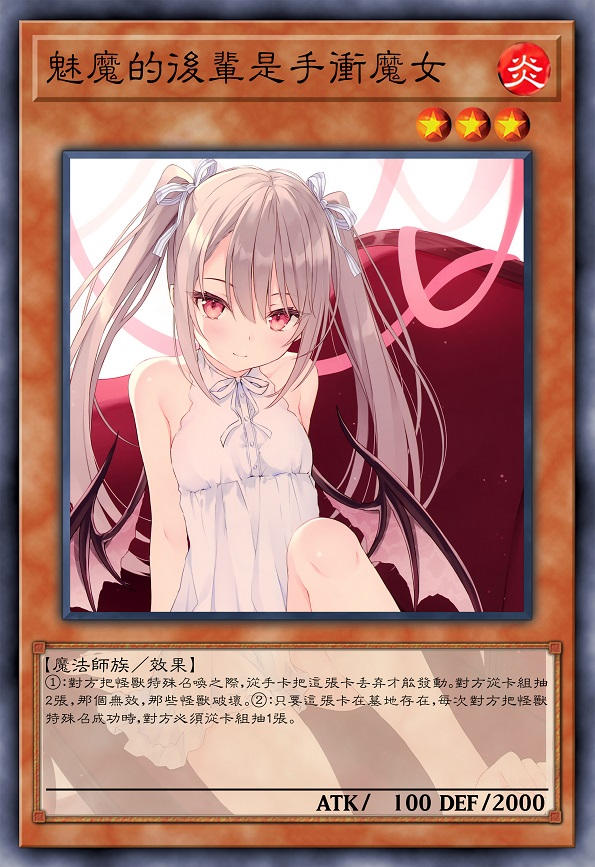 魅魔的後輩是手衝魔女
炎
【魔法師族／效果】
①:對方把怪獸特殊召喚之際,從手卡把這張卡丟弃才能發動｡對方從卡組抽
2張,那個無效,那些怪獸破壞｡②:只要這張卡在墓地存在,每次對方把怪獸
特殊召成功時,對方必須從卡組抽1張｡
ATK/ 100 DEF/2000